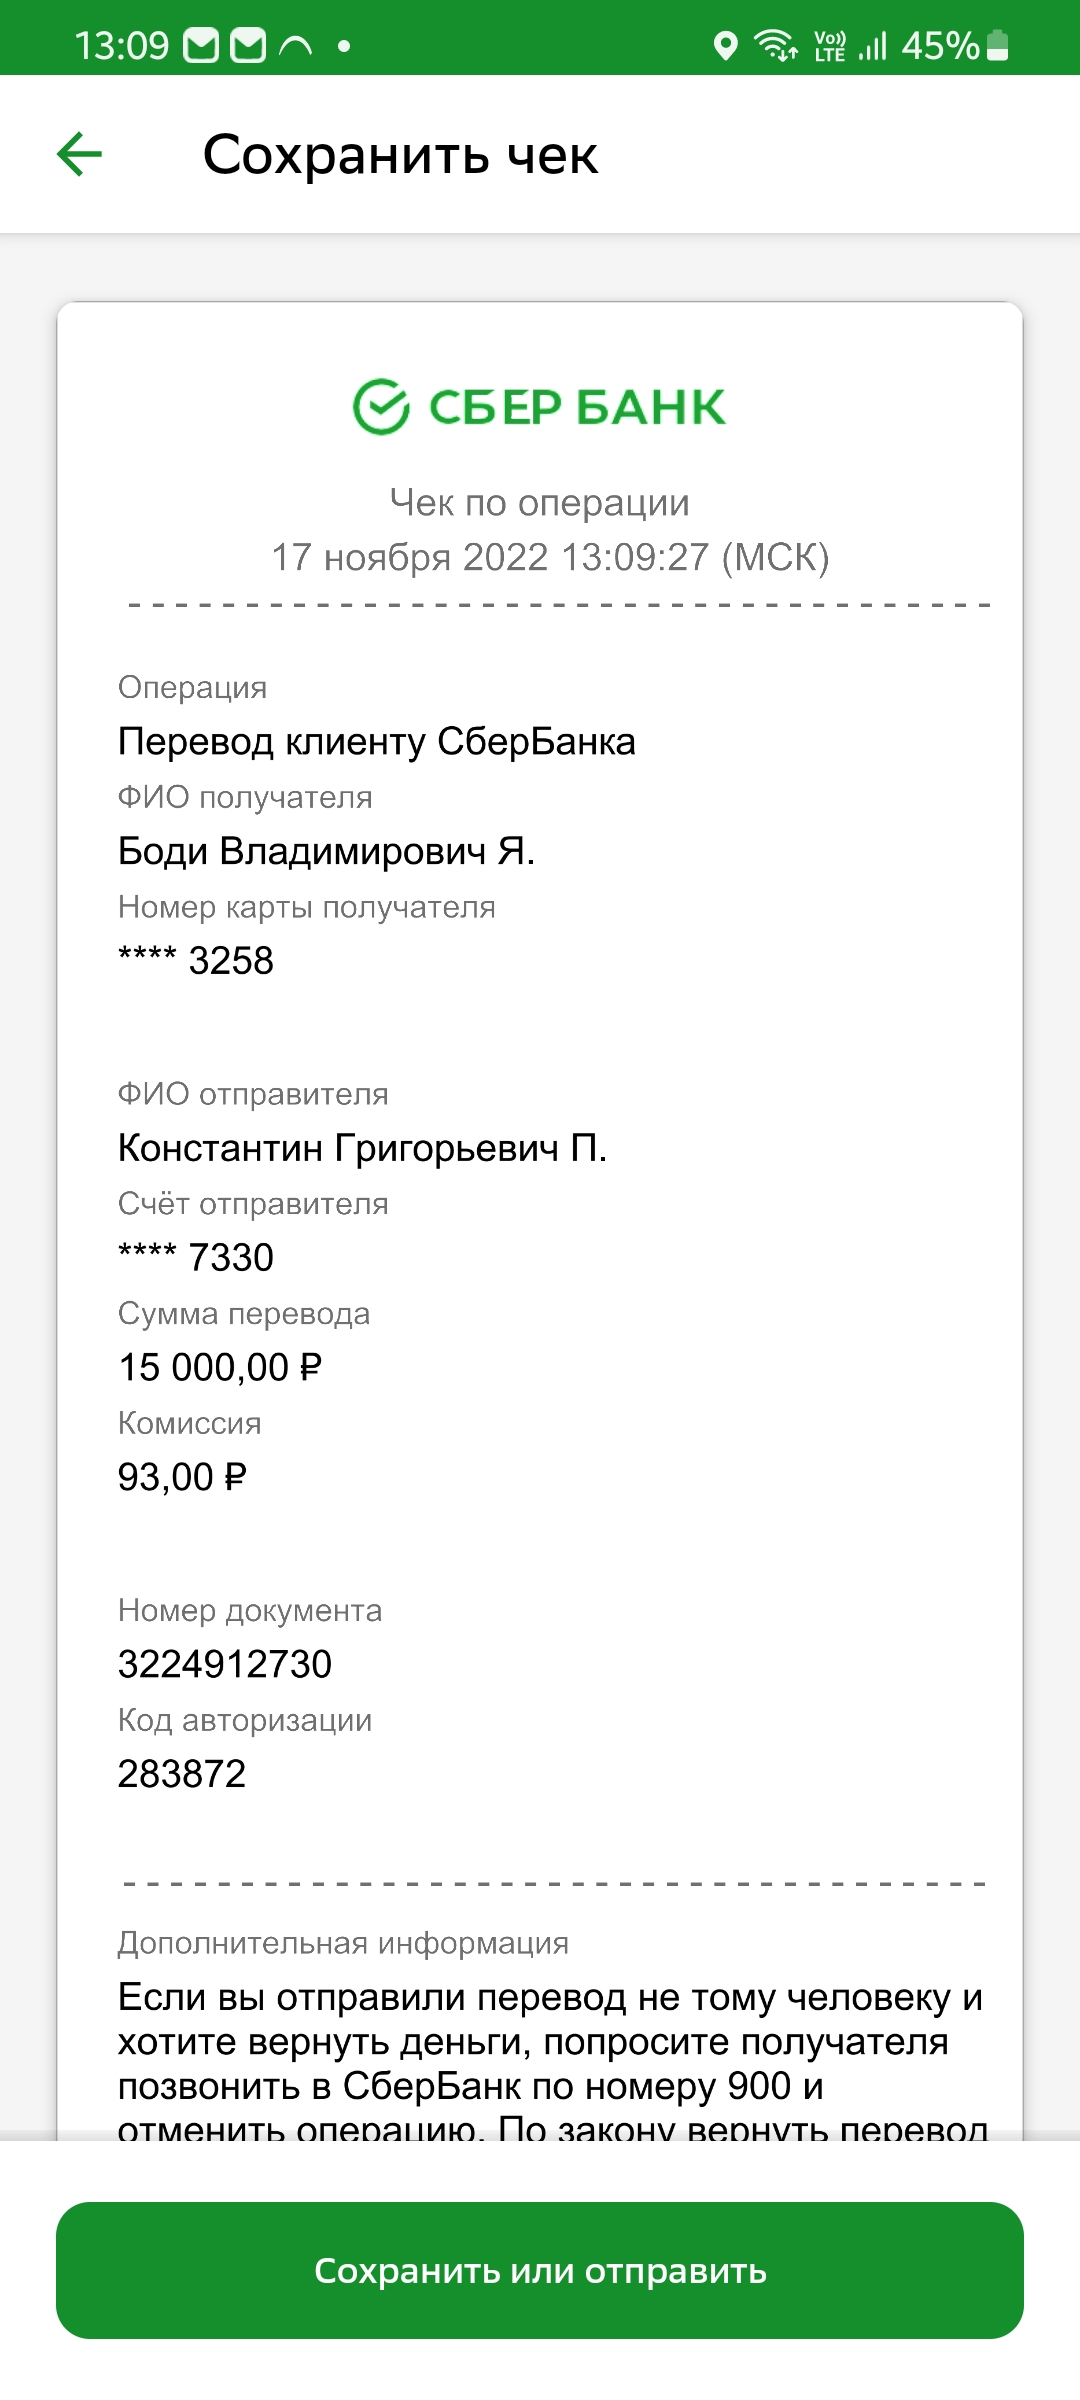 13:09
Vo)) LTE 45%
Сохранить чек
СБЕР БАНК
Чек по операции
17 ноября 2022 13:09:27 (МСК)
Операция
Перевод клиенту СберБанка
ФИО получателя
Боди Владимирович Я.
Номер карты получателя
**** 3258
ФИО отправителя
Константин Григорьевич П.
Счёт отправителя
**** 7330
Сумма перевода
15 000,00 ₽
Комиссия
93,00 ₽
Номер документа
3224912730
Код авторизации
283872
Дополнительная информация
Если вы отправили перевод не тому человеку и
хотите вернуть деньги, попросите получателя
позвонить в СберБанк по номеру 900 и
отменить операцию. По закону вернуть перевод
Сохранить или отправить